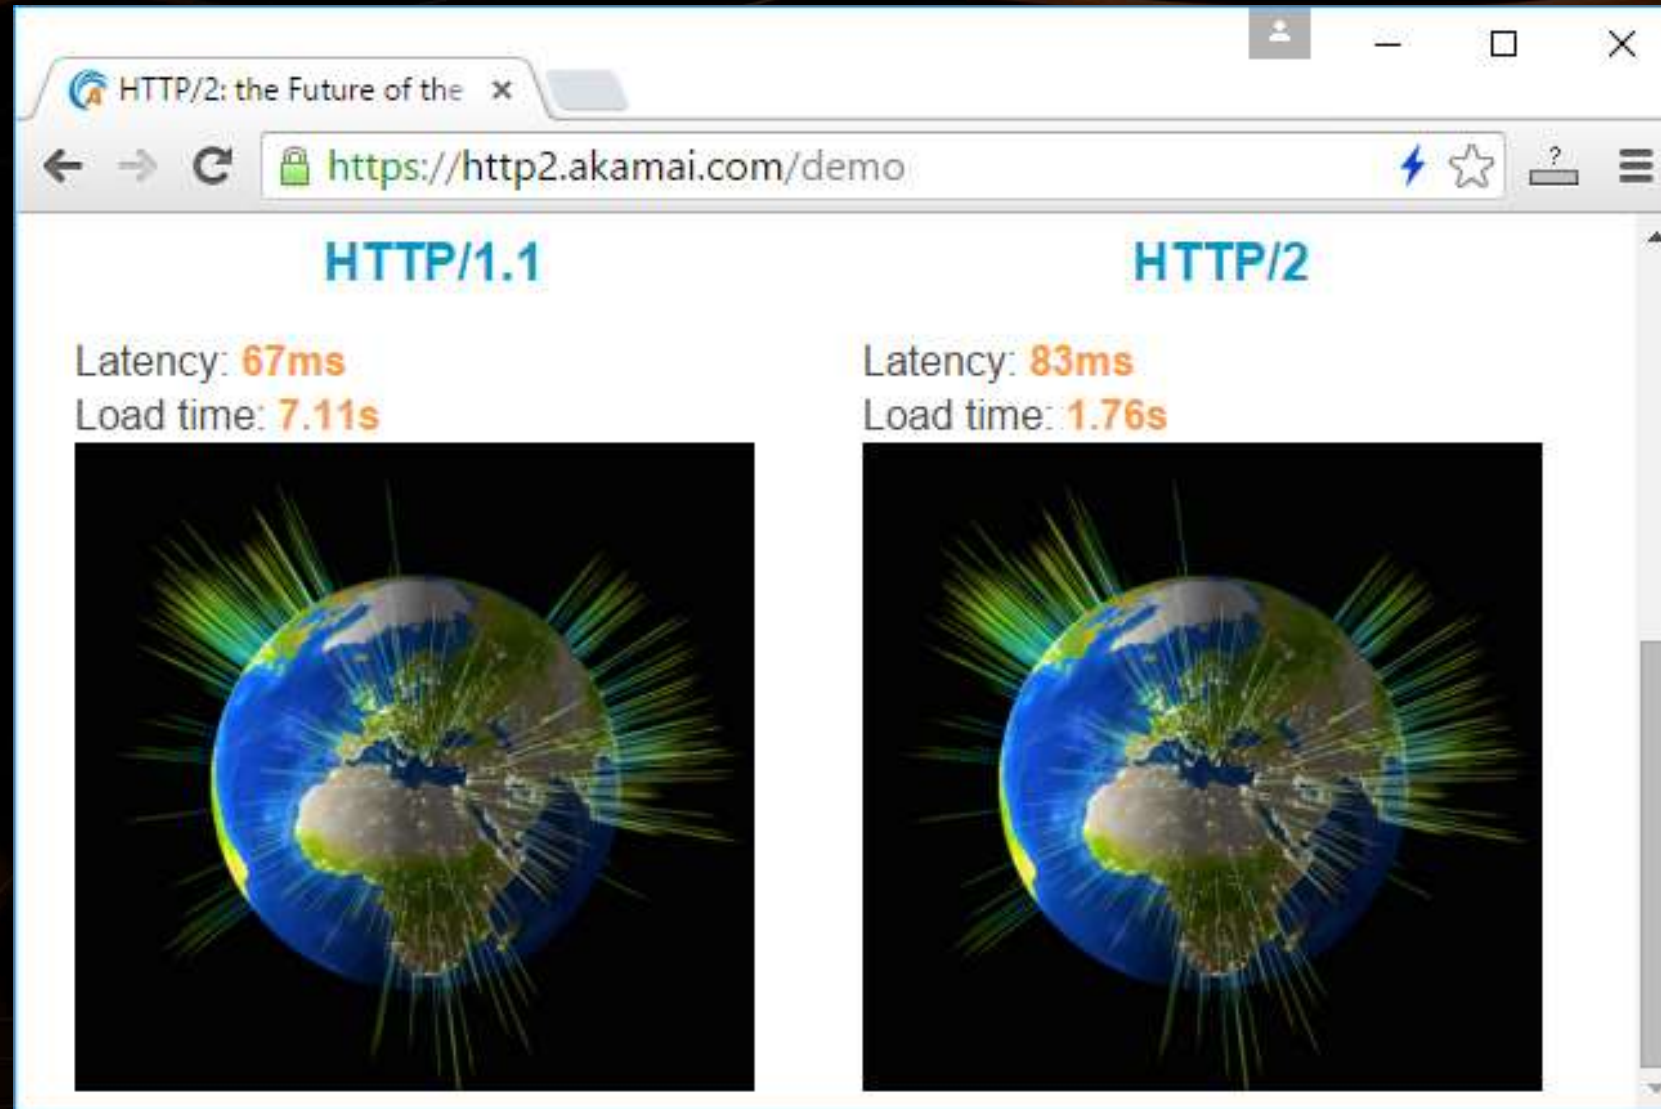 HTTP/2: the Future of the
https://http2.akamai.com/demo
?
HTTP/1.1
Latency: 67ms
Load time: 7.11s
HTTP/2
Latency: 83ms
Load time: 1.76s